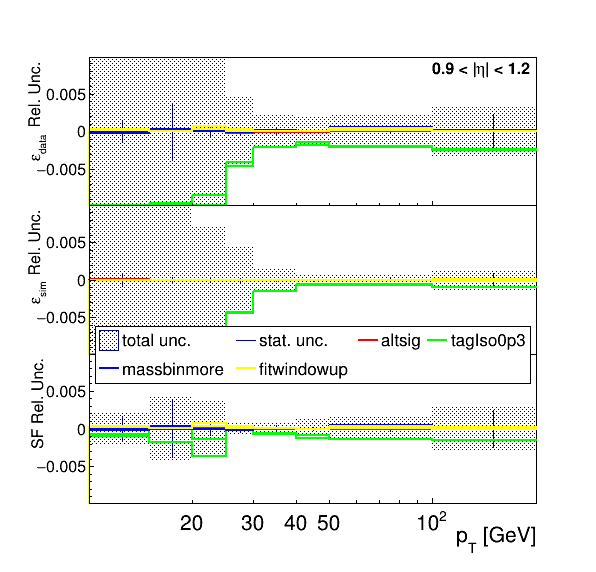 0.9 < |η| < 1.2
ε_data Rel. Unc.
0.005
0
−0.005
ε_sim Rel. Unc.
0.005
0
−0.005
total unc. stat. unc. altsig tagIso0p3
massbinmore fitwindowup
SF Rel. Unc.
0.005
0
−0.005
20 30 40 50 10²
p_T [GeV]